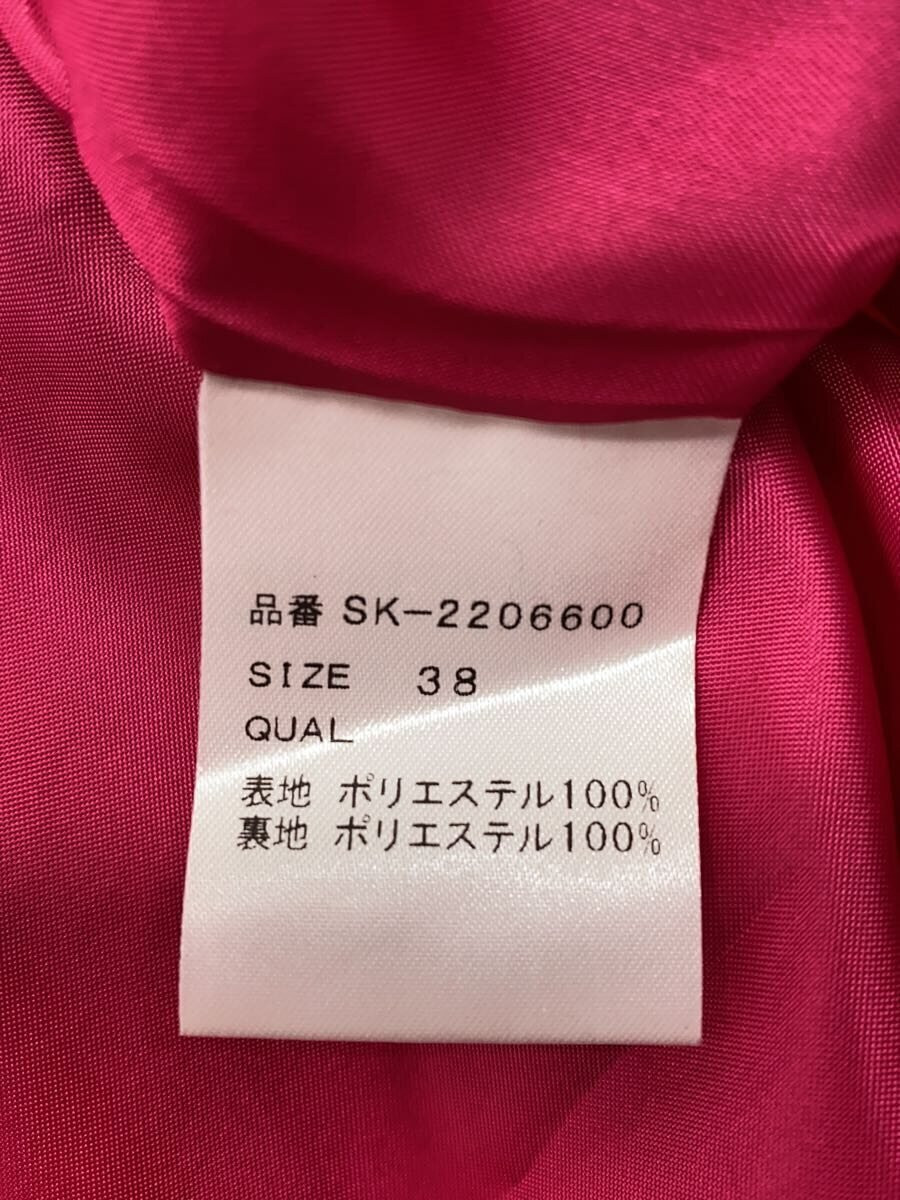 品番 SK-2206600
SIZE 38
QUAL
表地 ポリエステル100%
裏地 ポリエステル100%